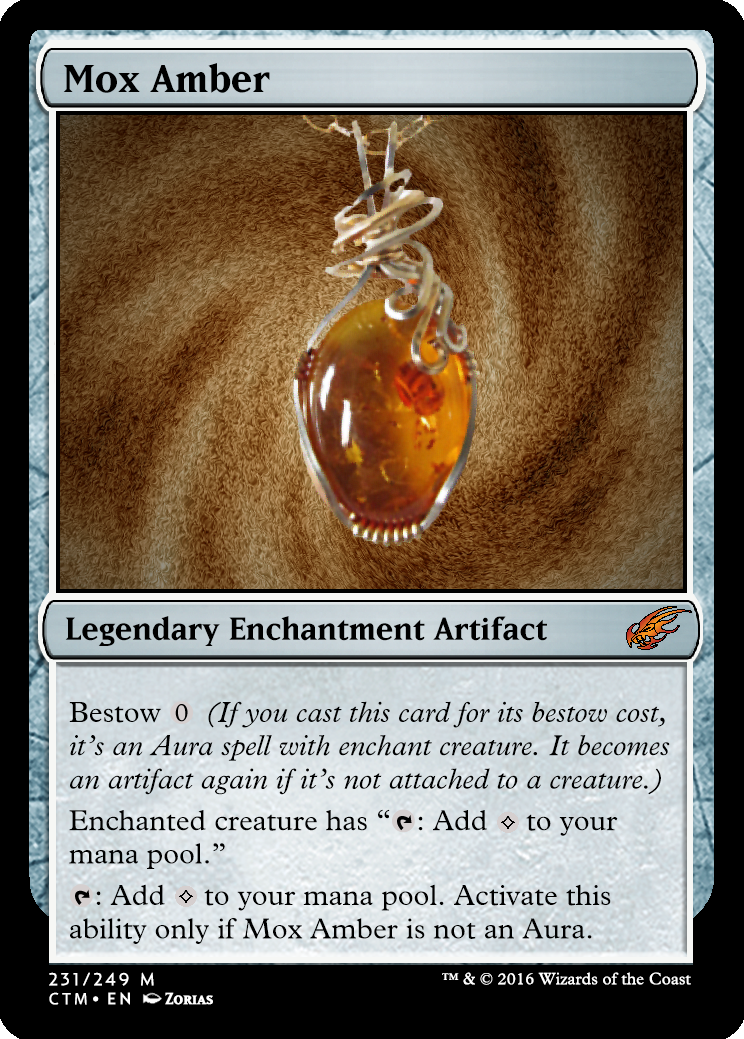 Mox Amber
Legendary Enchantment Artifact
Bestow 0 (If you cast this card for its bestow cost,
it's an Aura spell with enchant creature. It becomes
an artifact again if it's not attached to a creature.)
Enchanted creature has “: Add to your
mana pool.”
: Add to your mana pool. Activate this
ability only if Mox Amber is not an Aura.
231/249 M
CTM • EN Zorias
™ & © 2016 Wizards of the Coast